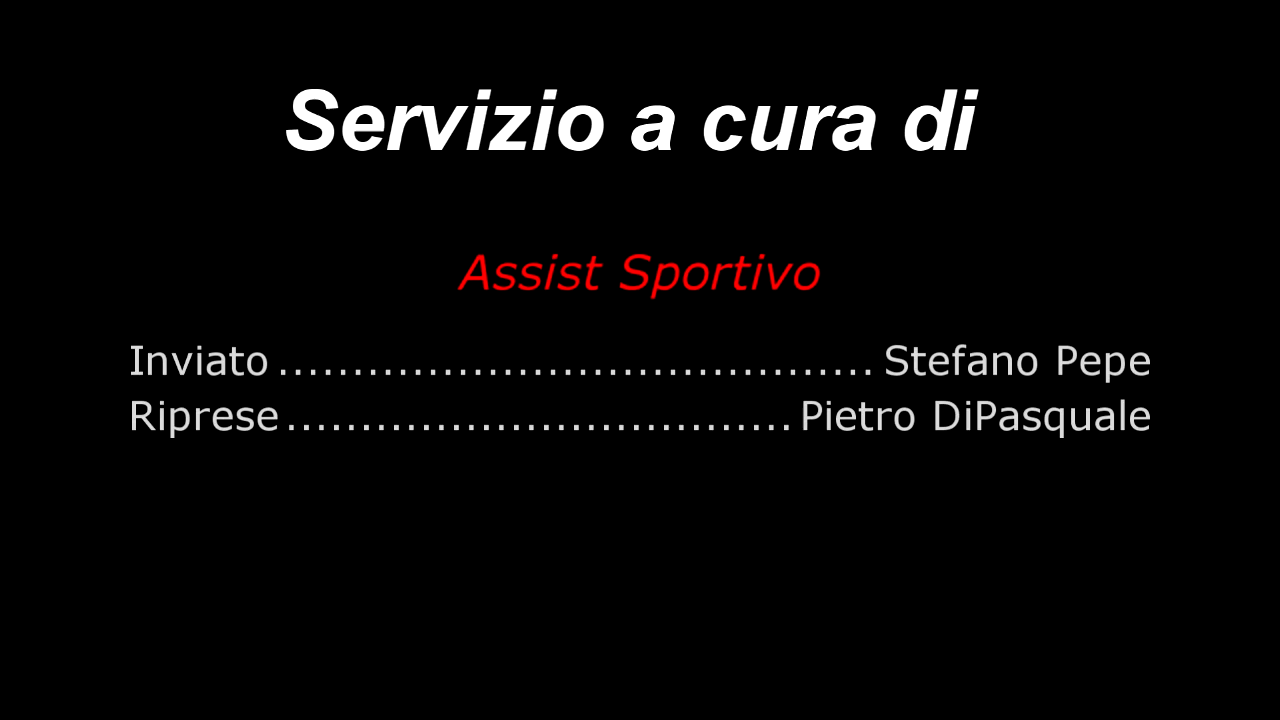 Servizio a cura di
Assist Sportivo
Inviato ........................................ Stefano Pepe
Riprese .................................. Pietro DiPasquale